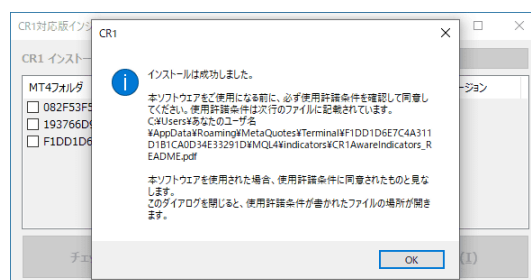 CR1対応版インジ
CR1
CR1 インストー
MT4フォルダ
ージョン
082F53F5
193766D9
F1DD1D6
インストールは成功しました。
本ソフトウェアをご使用になる前に、必ず使用許諾条件を確認して同意し
てください。使用許諾条件は次のファイルに記載されています。
C:¥Users¥あなたのユーザ名
¥AppData¥Roaming¥MetaQuotes¥Terminal¥F1DD1D6E7C4A311
D1B1CA0D34E33291D¥MQL4¥indicators¥CR1AwareIndicators_R
EADME.pdf
本ソフトウェアを使用された場合、使用許諾条件に同意されたものと見な
します。
このダイアログを閉じると、使用許諾条件が書かれたファイルの場所が開き
ます。
チェッ
(I)
OK